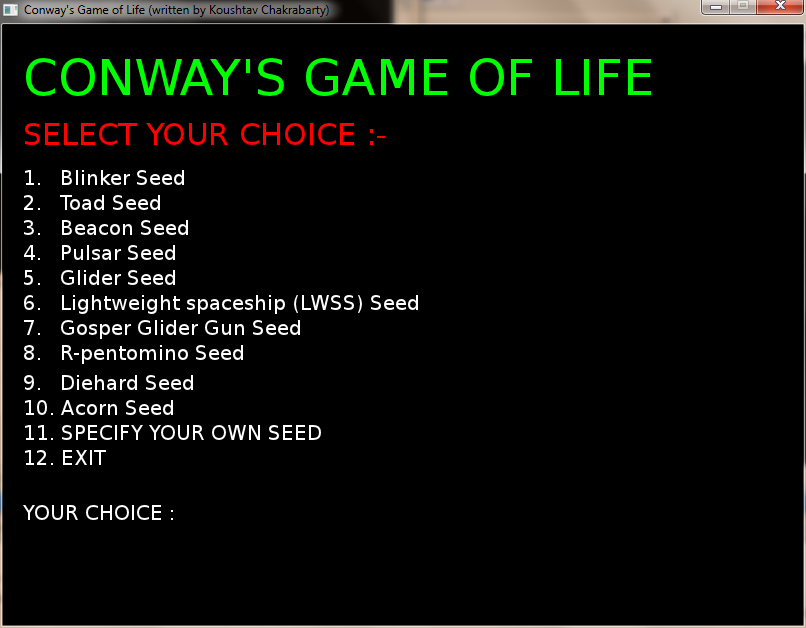 Conway's Game of Life (written by Koushtav Chakrabarty)
CONWAY'S GAME OF LIFE
SELECT YOUR CHOICE :-
1. Blinker Seed
2. Toad Seed
3. Beacon Seed
4. Pulsar Seed
5. Glider Seed
6. Lightweight spaceship (LWSS) Seed
7. Gosper Glider Gun Seed
8. R-pentomino Seed
9. Diehard Seed
10. Acorn Seed
11. SPECIFY YOUR OWN SEED
12. EXIT
YOUR CHOICE :